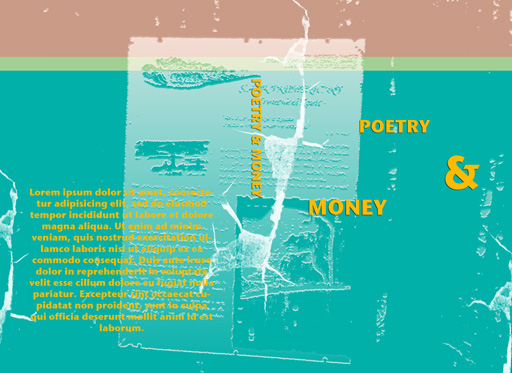 POETRY & MONEY
POETRY
&
MONEY
Lorem ipsum dolor sit amet, consecte-
tur adipisicing elit, sed do eiusmod
tempor incididunt ut labore et dolore
magna aliqua. Ut enim ad minim
veniam, quis nostrud exercitation ul
lamco laboris nisi ut aliquip ex ea
commodo consequat. Duis aute irure
dolor in reprehenderit in voluptate
velit esse cillum dolore eu fugiat nulla
pariatur. Excepteur sint occaecat cu-
pidatat non proident, sunt in culpa
qui officia deserunt mollit anim id est
laborum.